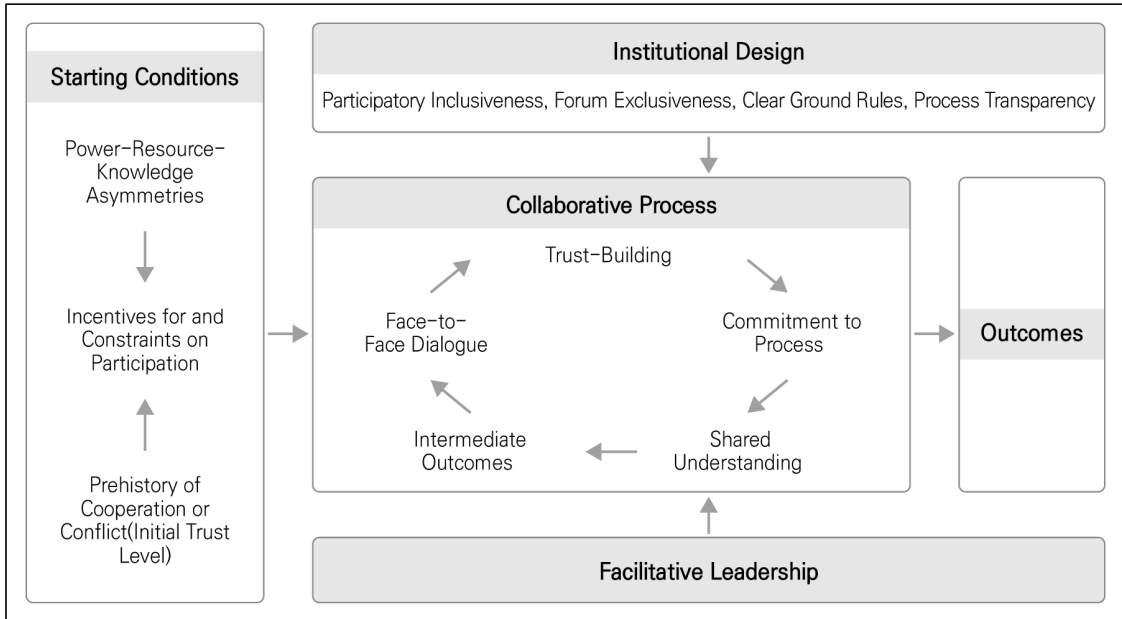 Starting Conditions
Power-Resource-
Knowledge
Asymmetries
Incentives for and
Constraints on
Participation
Prehistory of
Cooperation or
Conflict(Initial Trust
Level)
Institutional Design
Participatory Inclusiveness, Forum Exclusiveness, Clear Ground Rules, Process Transparency
Collaborative Process
Trust-Building
Face-to-
Face Dialogue
Commitment to
Process
Intermediate
Outcomes
Shared
Understanding
Outcomes
Facilitative Leadership